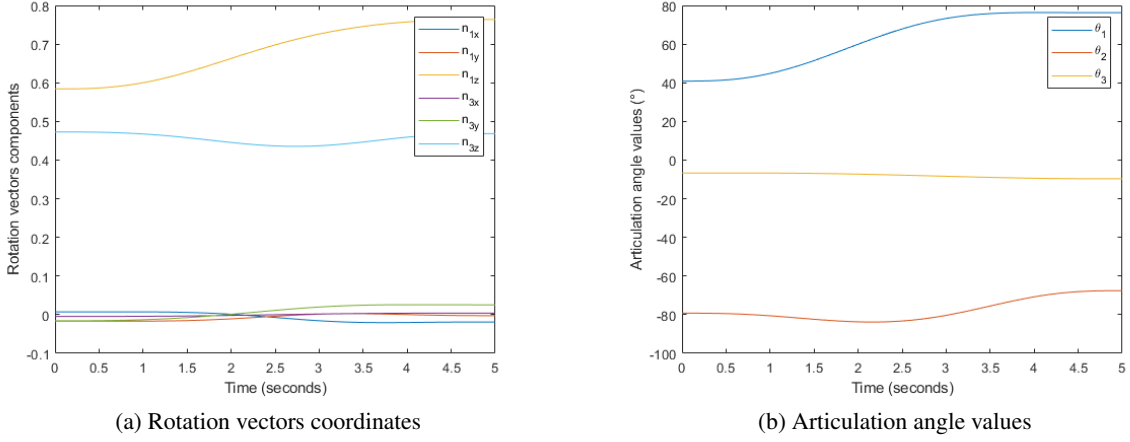 0.8
0.7
0.6
0.5
0.4
0.3
0.2
0.1
0
-0.1
Rotation vectors components
n1x
n1y
n1z
n3x
n3y
n3z
0 0.5 1 1.5 2 2.5 3 3.5 4 4.5 5
Time (seconds)
(a) Rotation vectors coordinates
80
60
40
20
0
-20
-40
-60
-80
-100
Articulation angle values (°)
θ1
θ2
θ3
0 0.5 1 1.5 2 2.5 3 3.5 4 4.5 5
Time (seconds)
(b) Articulation angle values